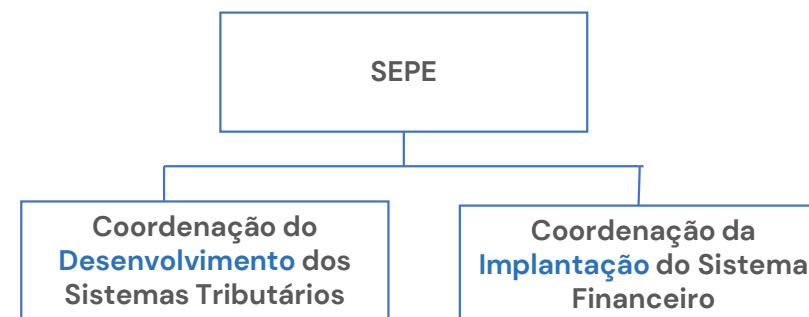 SEPE
Coordenação do
Desenvolvimento dos
Sistemas Tributários
Coordenação da
Implantação do Sistema
Financeiro